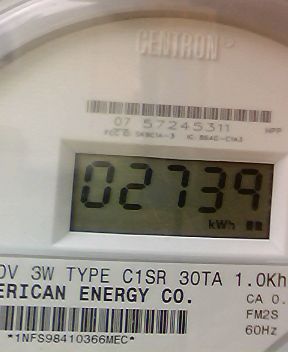 CENTRON
07 57245311
02739
kWh
0V 3W TYPE C1SR 30TA 1.0Kh
ERICAN ENERGY CO.
CA 0.
FM2S
60Hz
*1NFS98410366MEC*